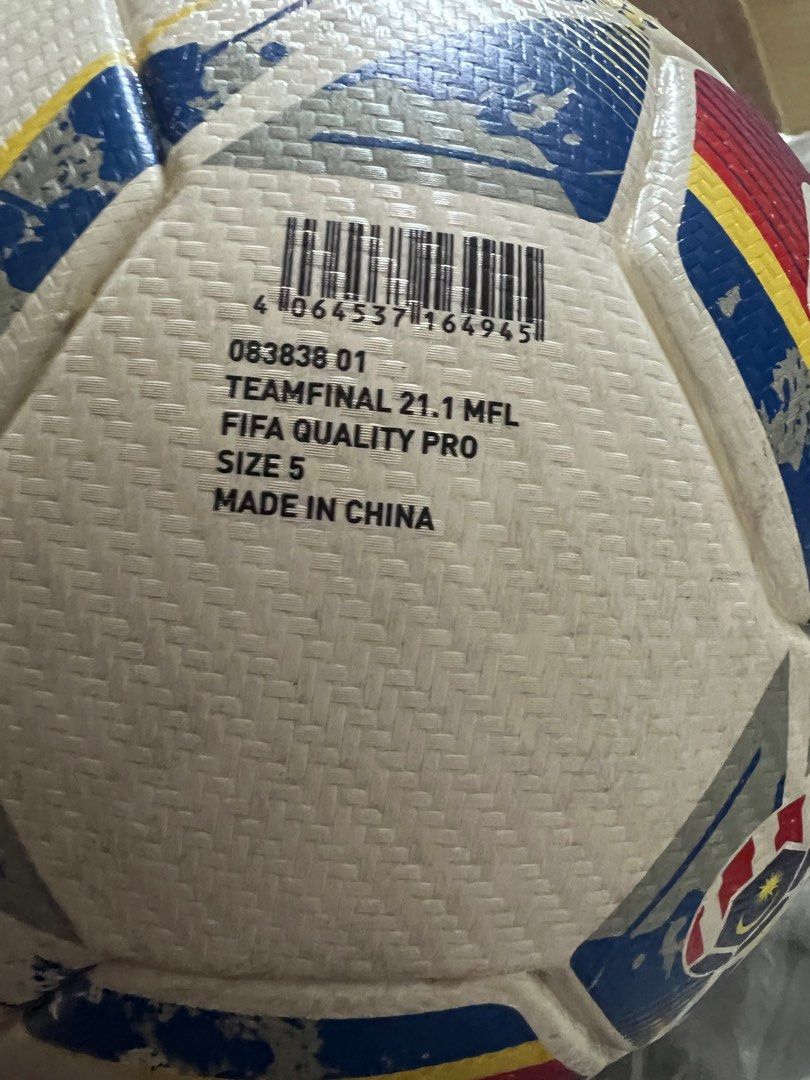 4 064537 164945
083838 01
TEAMFINAL 21.1 MFL
FIFA QUALITY PRO
SIZE 5
MADE IN CHINA